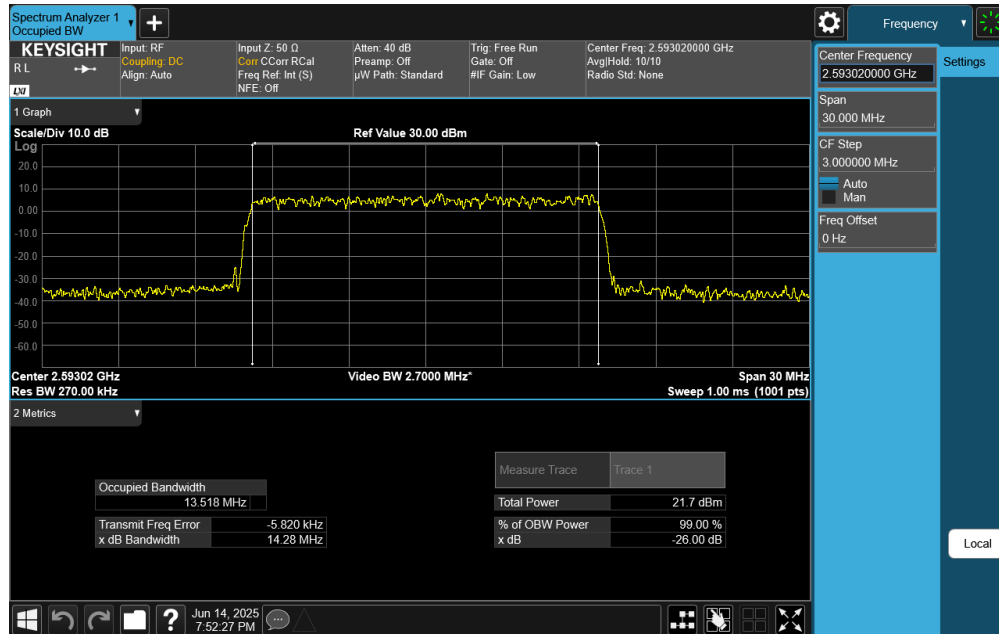 Spectrum Analyzer 1
Occupied BW
Frequency
KEYSIGHT
R L
LXI
Input: RF
Coupling: DC
Align: Auto
Input Z: 50 Ω
Corr CCorr RCal
Freq Ref: Int (S)
NFE: Off
Atten: 40 dB
Preamp: Off
µW Path: Standard
Trig: Free Run
Gate: Off
#IF Gain: Low
Center Freq: 2.593020000 GHz
Avg|Hold: 10/10
Radio Std: None
Center Frequency
2.593020000 GHz
Settings
Span
30.000 MHz
CF Step
3.000000 MHz
Auto
Man
Freq Offset
0 Hz
Local
1 Graph
Scale/Div 10.0 dB
Ref Value 30.00 dBm
Log
20.0
10.0
0.00
-10.0
-20.0
-30.0
-40.0
-50.0
-60.0
Center 2.59302 GHz
Video BW 2.7000 MHz*
Span 30 MHz
Res BW 270.00 kHz
Sweep 1.00 ms (1001 pts)
2 Metrics
Measure Trace Trace 1
Occupied Bandwidth
13.518 MHz
Total Power 21.7 dBm
Transmit Freq Error -5.820 kHz
% of OBW Power 99.00 %
x dB Bandwidth 14.28 MHz
x dB -26.00 dB
?
Jun 14, 2025
7:52:27 PM